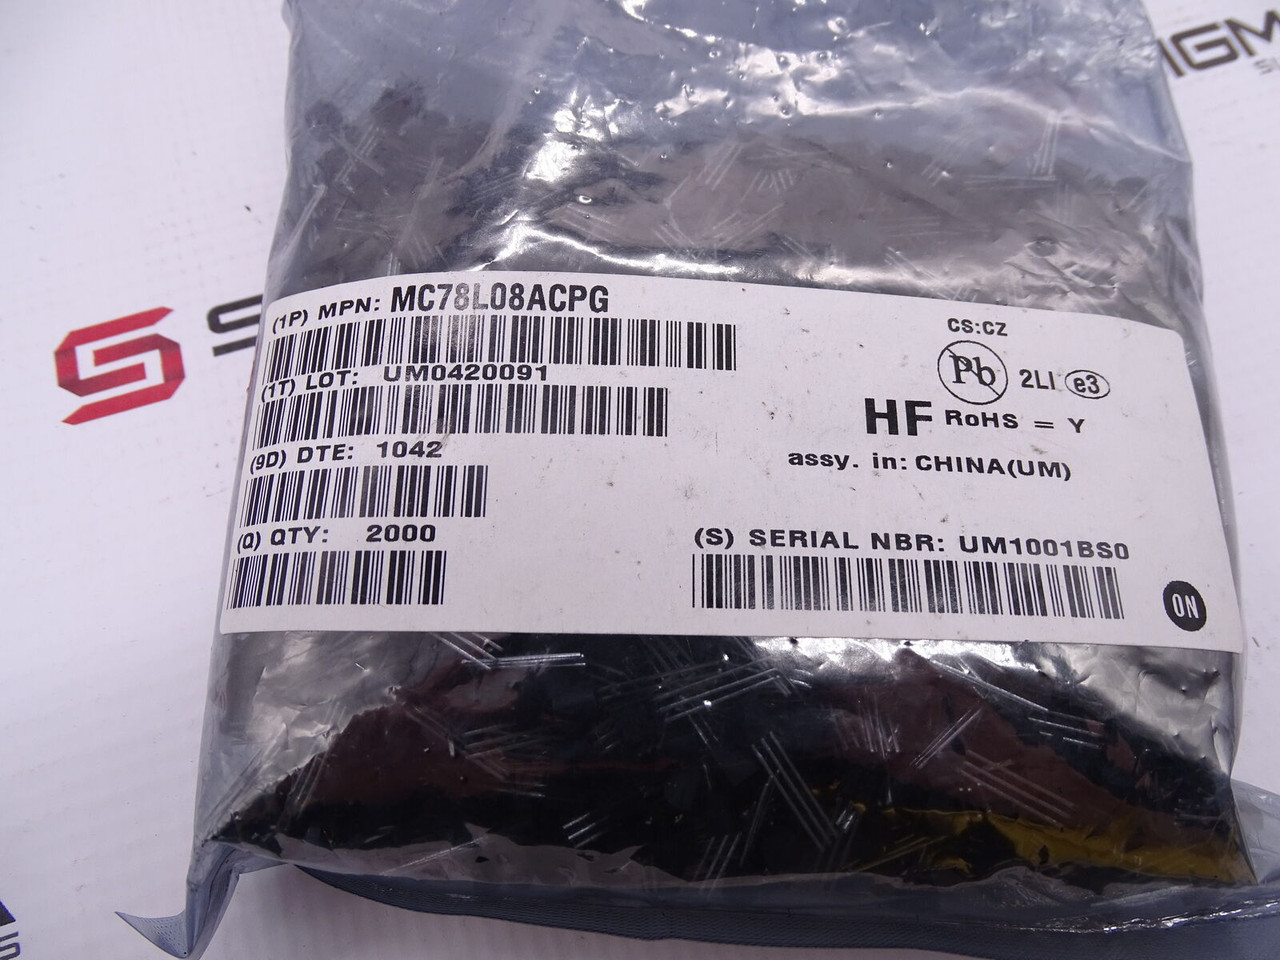 (1P) MPN: MC78L08ACPG
(1T) LOT: UM0420091
(9D) DTE: 1042
(Q) QTY: 2000
CS:CZ
Pb 2LI e3
HF RoHS = Y
assy. in: CHINA(UM)
(S) SERIAL NBR: UM1001BS0
ON